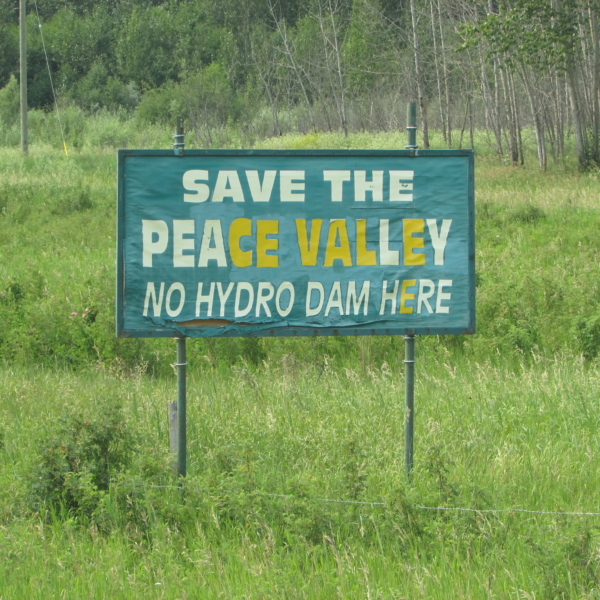 SAVE THE
PEACE VALLEY
NO HYDRO DAM HERE